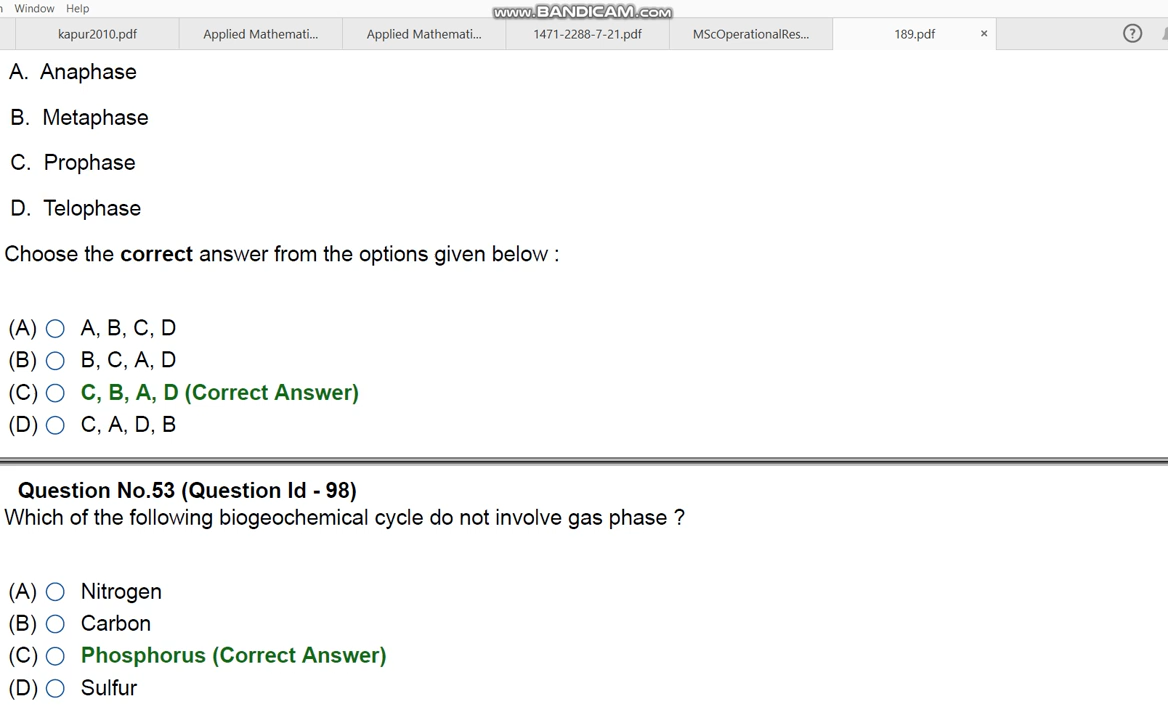 Window Help
www.BANDICAM.com
kapur2010.pdf Applied Mathemati... Applied Mathemati... 1471-2288-7-21.pdf MScOperationalRes... 189.pdf × ?
A. Anaphase
B. Metaphase
C. Prophase
D. Telophase
Choose the correct answer from the options given below :
(A) A, B, C, D
(B) B, C, A, D
(C) C, B, A, D (Correct Answer)
(D) C, A, D, B
Question No.53 (Question Id - 98)
Which of the following biogeochemical cycle do not involve gas phase ?
(A) Nitrogen
(B) Carbon
(C) Phosphorus (Correct Answer)
(D) Sulfur